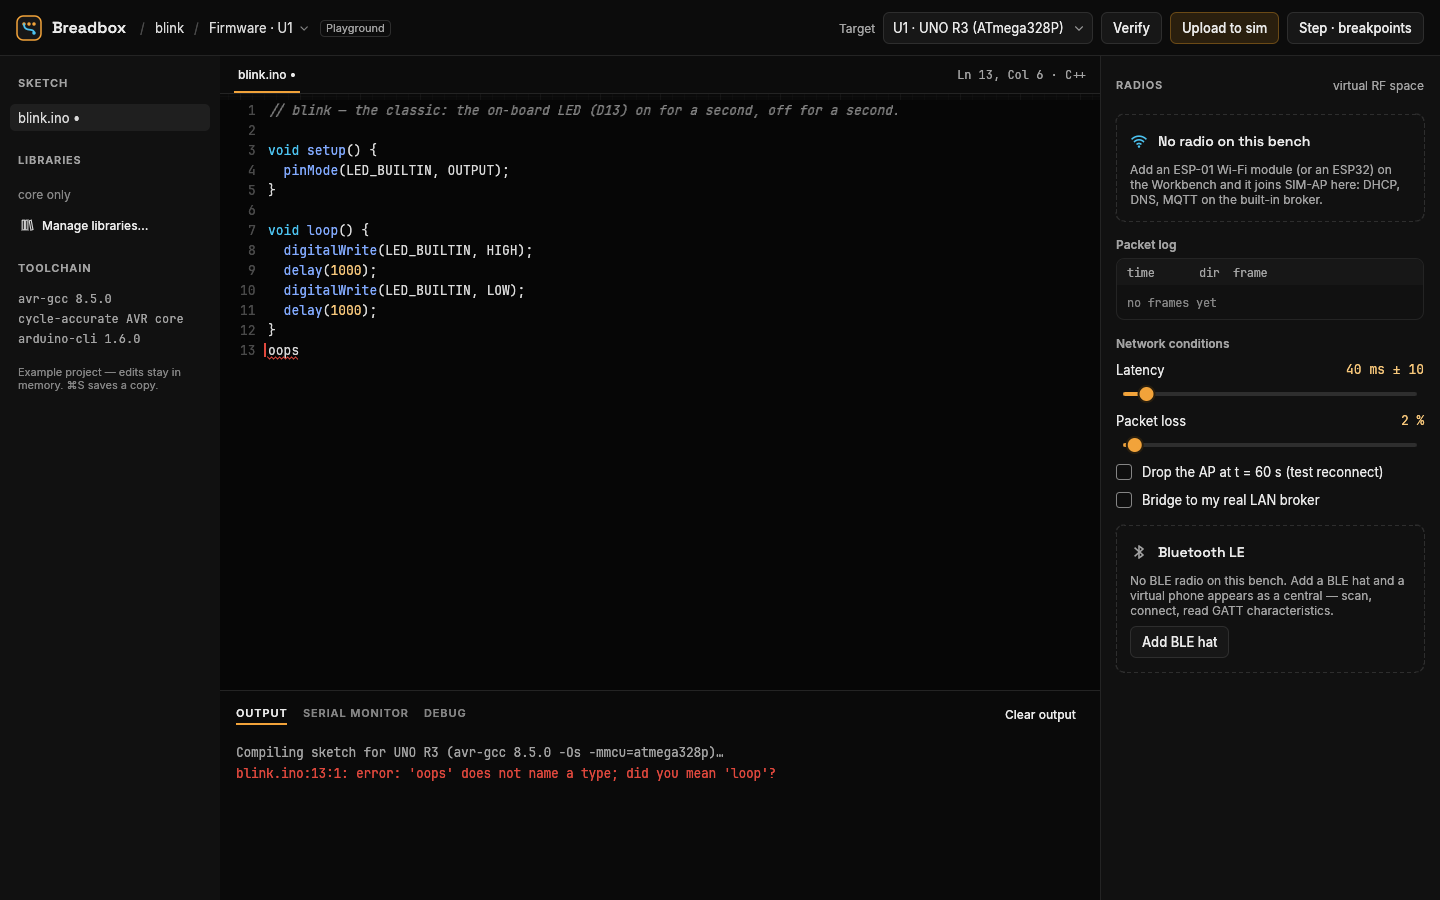 Breadbox / blink / Firmware · U1 Playground Target U1 · UNO R3 (ATmega328P) Verify Upload to sim Step · breakpoints
SKETCH
blink.ino •
LIBRARIES
core only
Manage libraries...
TOOLCHAIN
avr-gcc 8.5.0
cycle-accurate AVR core
arduino-cli 1.6.0
Example project — edits stay in
memory. ⌘S saves a copy.
blink.ino • Ln 13, Col 6 · C++
1 // blink — the classic: the on-board LED (D13) on for a second, off for a second.
2
3 void setup() {
4 pinMode(LED_BUILTIN, OUTPUT);
5 }
6
7 void loop() {
8 digitalWrite(LED_BUILTIN, HIGH);
9 delay(1000);
10 digitalWrite(LED_BUILTIN, LOW);
11 delay(1000);
12 }
13 oops
OUTPUT SERIAL MONITOR DEBUG Clear output
Compiling sketch for UNO R3 (avr-gcc 8.5.0 -Os -mmcu=atmega328p)…
blink.ino:13:1: error: 'oops' does not name a type; did you mean 'loop'?
RADIOS virtual RF space
No radio on this bench
Add an ESP-01 Wi-Fi module (or an ESP32) on
the Workbench and it joins SIM-AP here: DHCP,
DNS, MQTT on the built-in broker.
Packet log
time dir frame
no frames yet
Network conditions
Latency 40 ms ± 10
Packet loss 2 %
Drop the AP at t = 60 s (test reconnect)
Bridge to my real LAN broker
Bluetooth LE
No BLE radio on this bench. Add a BLE hat and a
virtual phone appears as a central — scan,
connect, read GATT characteristics.
Add BLE hat